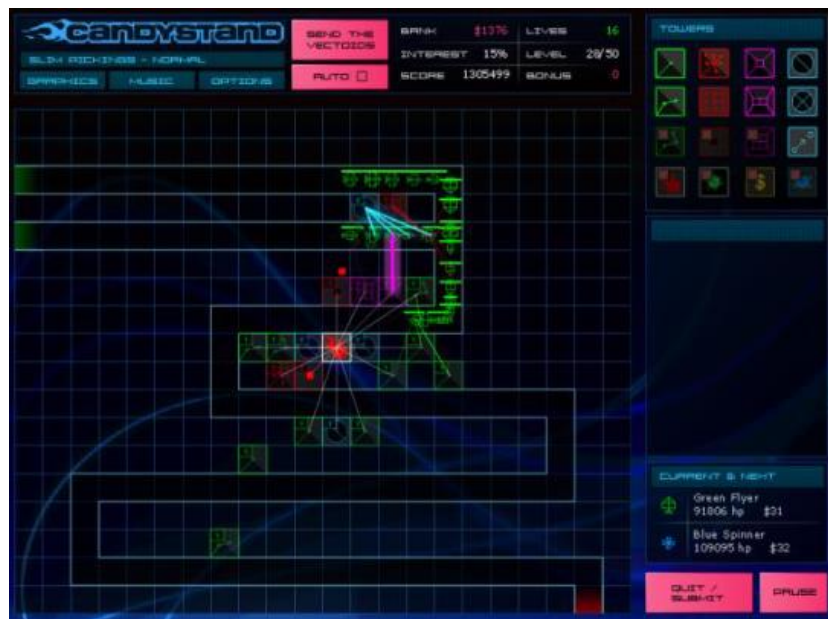 CANDYSTAND
SLIM PICKINGS - NORMAL
GRAPHICS MUSIC OPTIONS
SEND THE
VECTOIDS
AUTO
BANK $1376 LIVES 16
INTEREST 15% LEVEL 28/50
SCORE 1305499 BONUS 0
TOWERS
CURRENT & NEXT
Green Flyer
91806 hp $31
Blue Spinner
109095 hp $32
QUIT /
SUBMIT
PAUSE